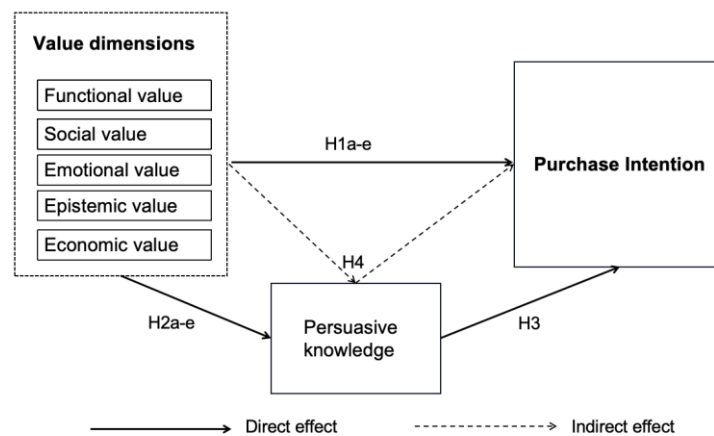 Value dimensions
Functional value
Social value
Emotional value
Epistemic value
Economic value
H1a-e
Purchase Intention
H4
H2a-e
Persuasive
knowledge
H3
Direct effect
Indirect effect